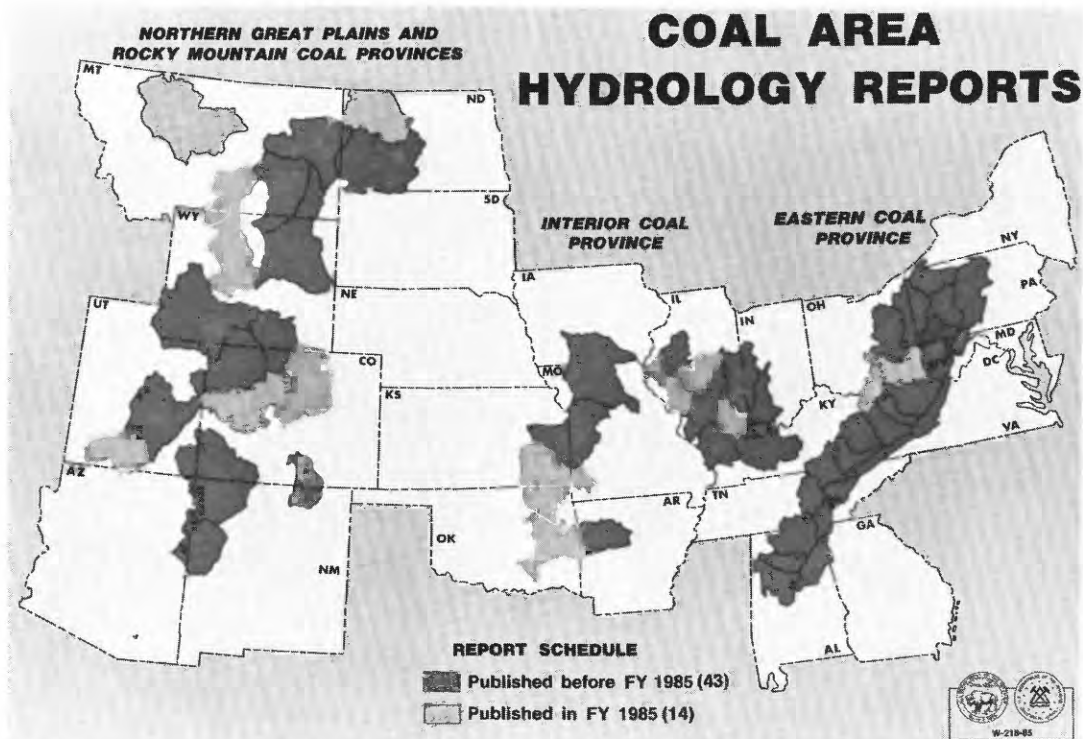 COAL AREA
HYDROLOGY REPORTS
NORTHERN GREAT PLAINS AND
ROCKY MOUNTAIN COAL PROVINCES
INTERIOR COAL
PROVINCE
EASTERN COAL
PROVINCE
MT
ND
WY
SD
NY
IA
UT
NE
IL
IN
OH
PA
MD
DC
CO
MO
KS
KY
VA
AZ
AR
TN
GA
OK
NM
AL
REPORT SCHEDULE
Published before FY 1985 (43)
Published in FY 1985 (14)
W-218-85